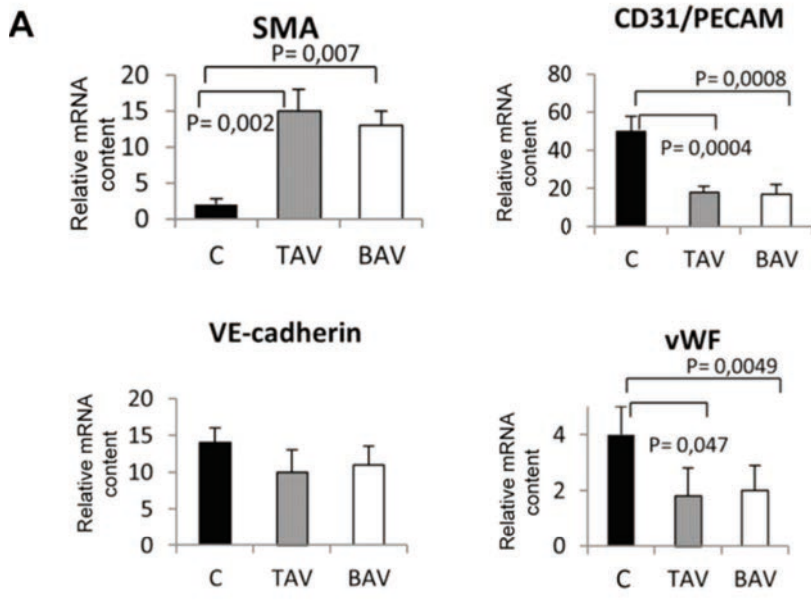 A
SMA
P= 0,007
P= 0,002
Relative mRNA
content
20
15
10
5
0
C TAV BAV
CD31/PECAM
P= 0,0008
P= 0,0004
Relative mRNA
content
80
60
40
20
0
C TAV BAV
VE-cadherin
Relative mRNA
content
20
15
10
5
0
C TAV BAV
vWF
P= 0,0049
P= 0,047
Relative mRNA
content
4
2
0
C TAV BAV